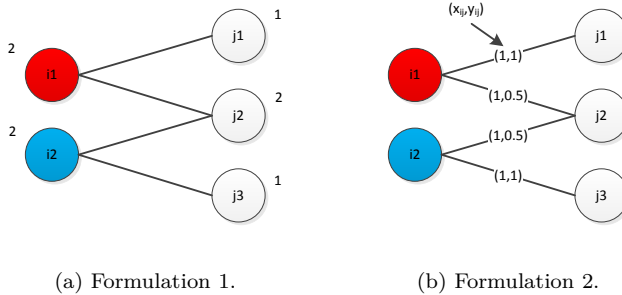 1
2
i1
j1
2
j2
2
i2
1
j3
(a) Formulation 1.
(xij,yij)
i1
(1,1)
j1
(1,0.5)
j2
(1,0.5)
i2
(1,1)
j3
(b) Formulation 2.